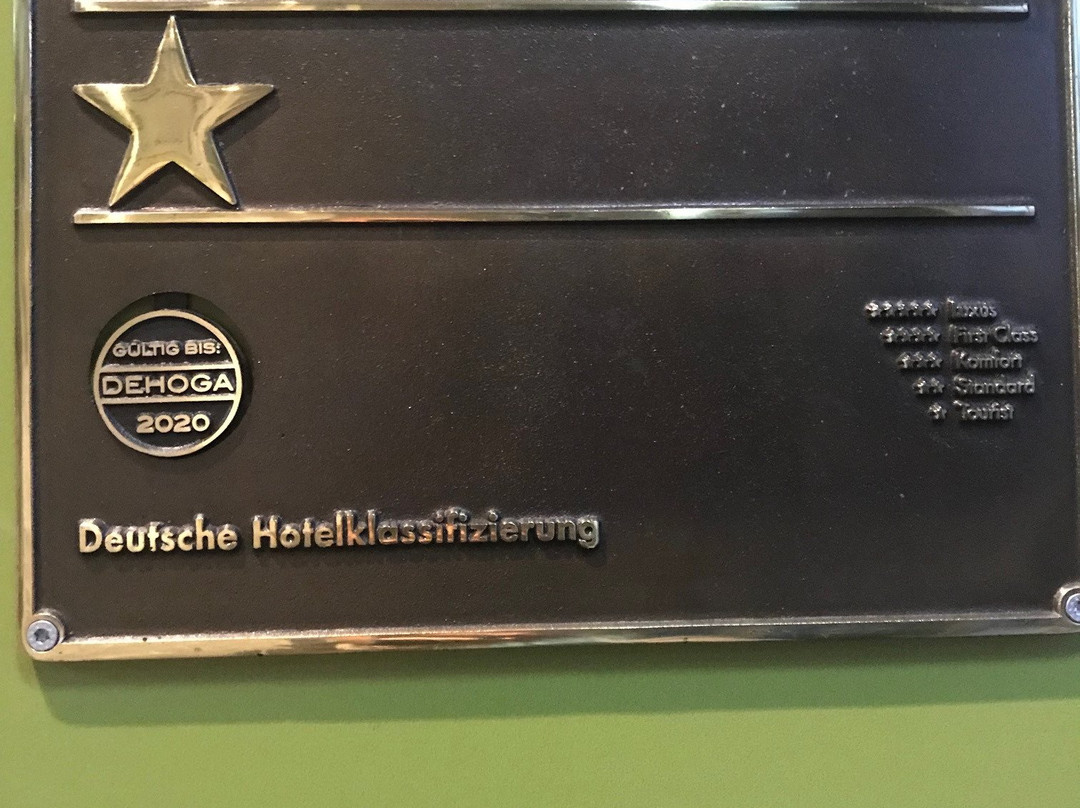 GÜLTIG BIS:
DEHOGA
2020
Luxus
First Class
Komfort
Standard
Tourist
Deutsche Hotelklassifizierung